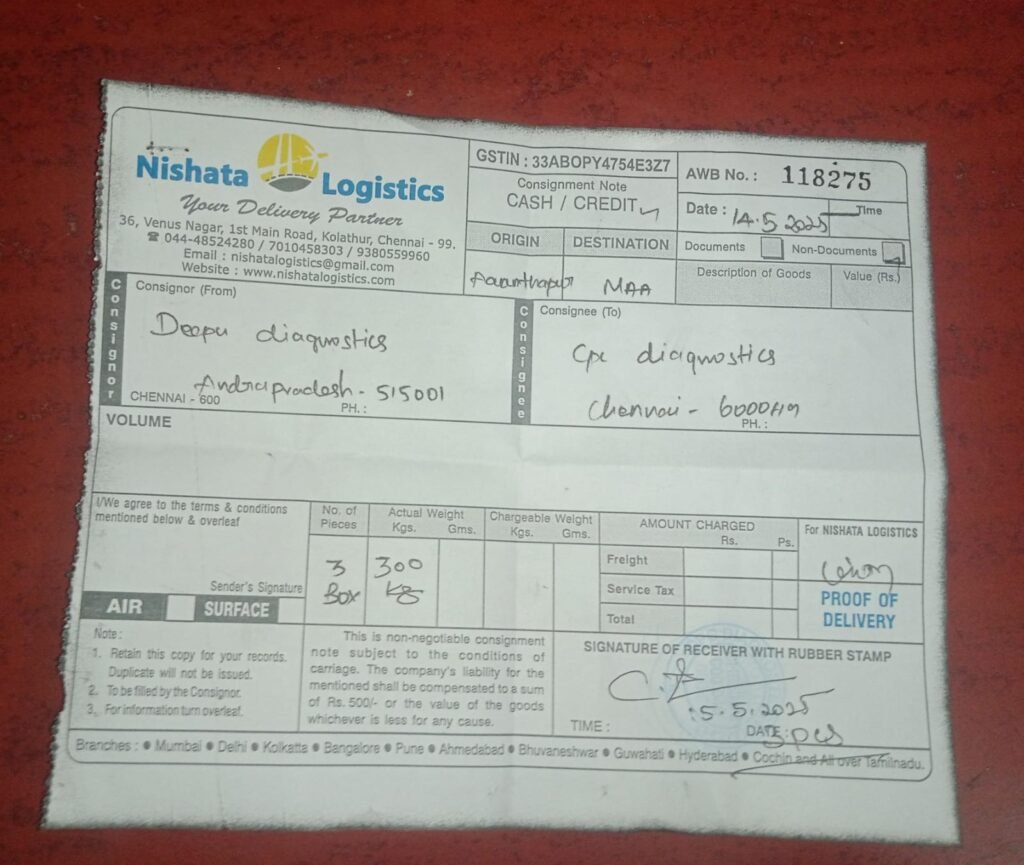 Nishata Logistics
Your Delivery Partner
36, Venus Nagar, 1st Main Road, Kolathur, Chennai - 99.
☎ 044-48524280 / 7010458303 / 9380559960
Email : nishatalogistics@gmail.com
Website : www.nishatalogistics.com
GSTIN : 33ABOPY4754E3Z7
Consignment Note
CASH / CREDIT ✓
ORIGIN DESTINATION
MAA
AWB No. : 118275
Date : 14.5.2025 Time
Documents Non-Documents
Description of Goods Value (Rs.)
Consignor
Consignor (From)
Deepu diagnostics
Andrapradesh - 515001
CHENNAI - 600 PH. :
Consignee
Consignee (To)
diagnostics
Chennai -
PH. :
VOLUME
I/We agree to the terms & conditions
mentioned below & overleaf
Sender's Signature
AIR SURFACE
No. of
Pieces
3
Box
Actual Weight
Kgs. Gms.
300
Kg
Chargeable Weight
Kgs. Gms.
AMOUNT CHARGED
Rs. Ps.
Freight
Service Tax
Total
For NISHATA LOGISTICS
PROOF OF
DELIVERY
Note :
1. Retain this copy for your records.
Duplicate will not be issued.
2. To be filled by the Consignor.
3. For information turn overleaf.
This is non-negotiable consignment
note subject to the conditions of
carriage. The company's liability for the
mentioned shall be compensated to a sum
of Rs. 500/- or the value of the goods
whichever is less for any cause.
SIGNATURE OF RECEIVER WITH RUBBER STAMP
5.5.2025
TIME : DATE :
3 pcs
Branches : ● Mumbai ● Delhi ● Kolkatta ● Bangalore ● Pune ● Ahmedabad ● Bhuvaneshwar ● Guwahati ● Hyderabad ● Cochin and All over Tamilnadu.